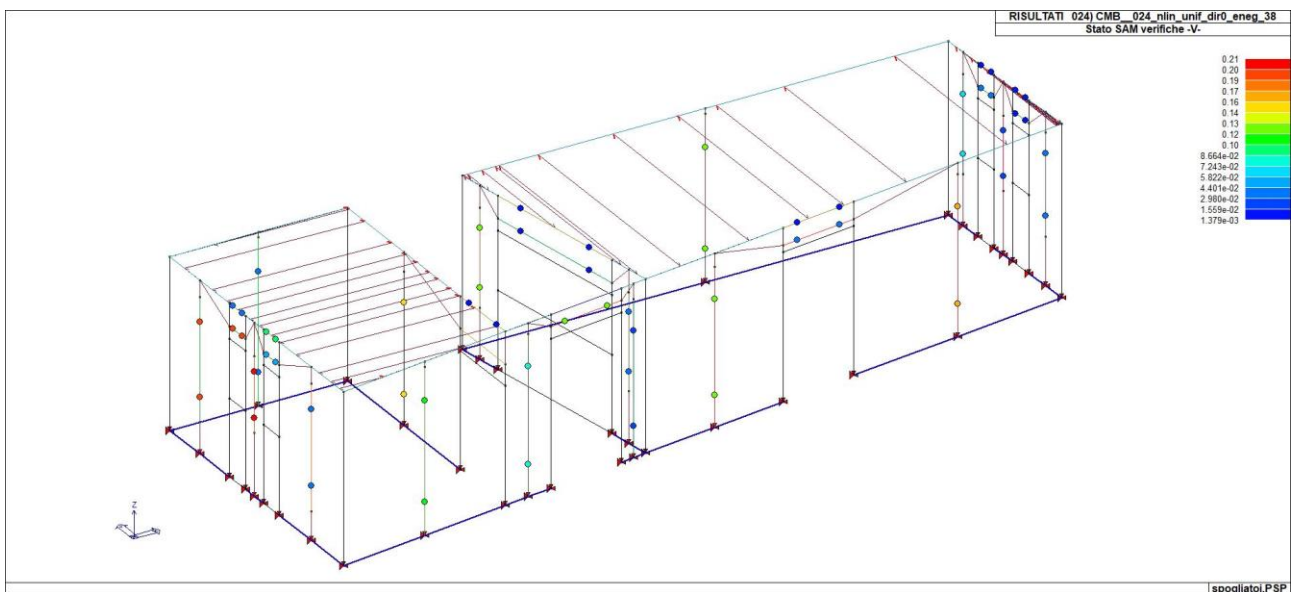 RISULTATI 024) CMB__024_nlin_unif_dir0_eneg_38
Stato SAM verifiche -V-
0.21
0.20
0.19
0.17
0.16
0.14
0.13
0.12
0.10
8.664e-02
7.243e-02
5.822e-02
4.401e-02
2.980e-02
1.559e-02
1.379e-03
Z
spogliatoi.PSP